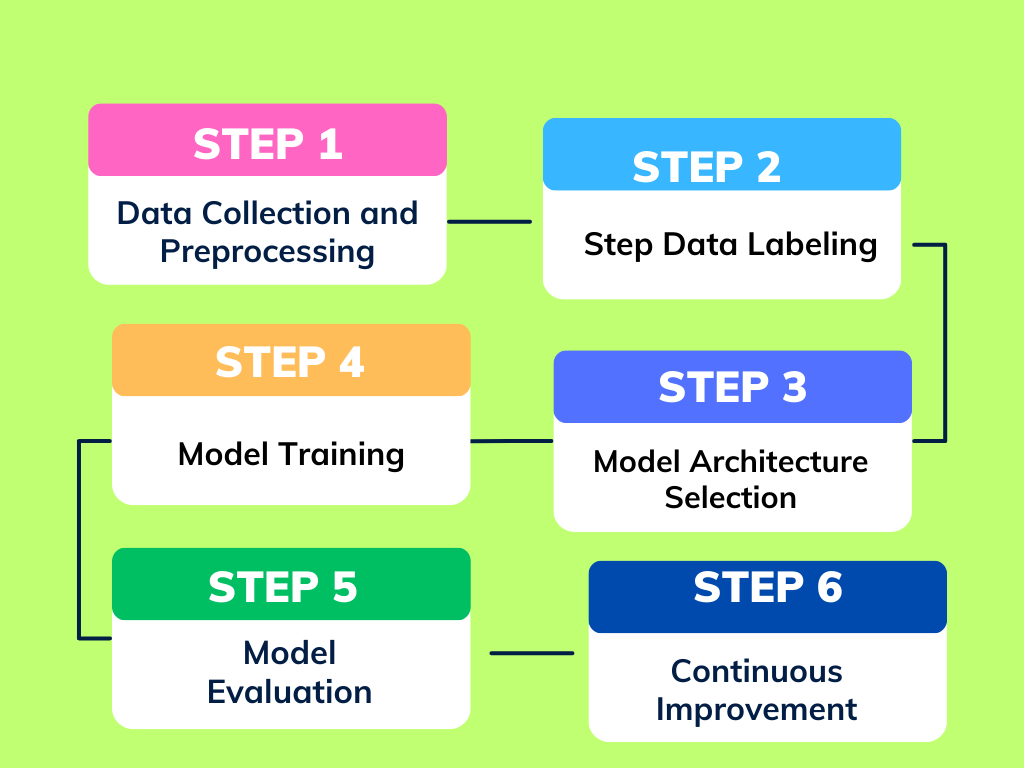 STEP 1
Data Collection and
Preprocessing
STEP 2
Step Data Labeling
STEP 3
Model Architecture
Selection
STEP 4
Model Training
STEP 5
Model
Evaluation
STEP 6
Continuous
Improvement